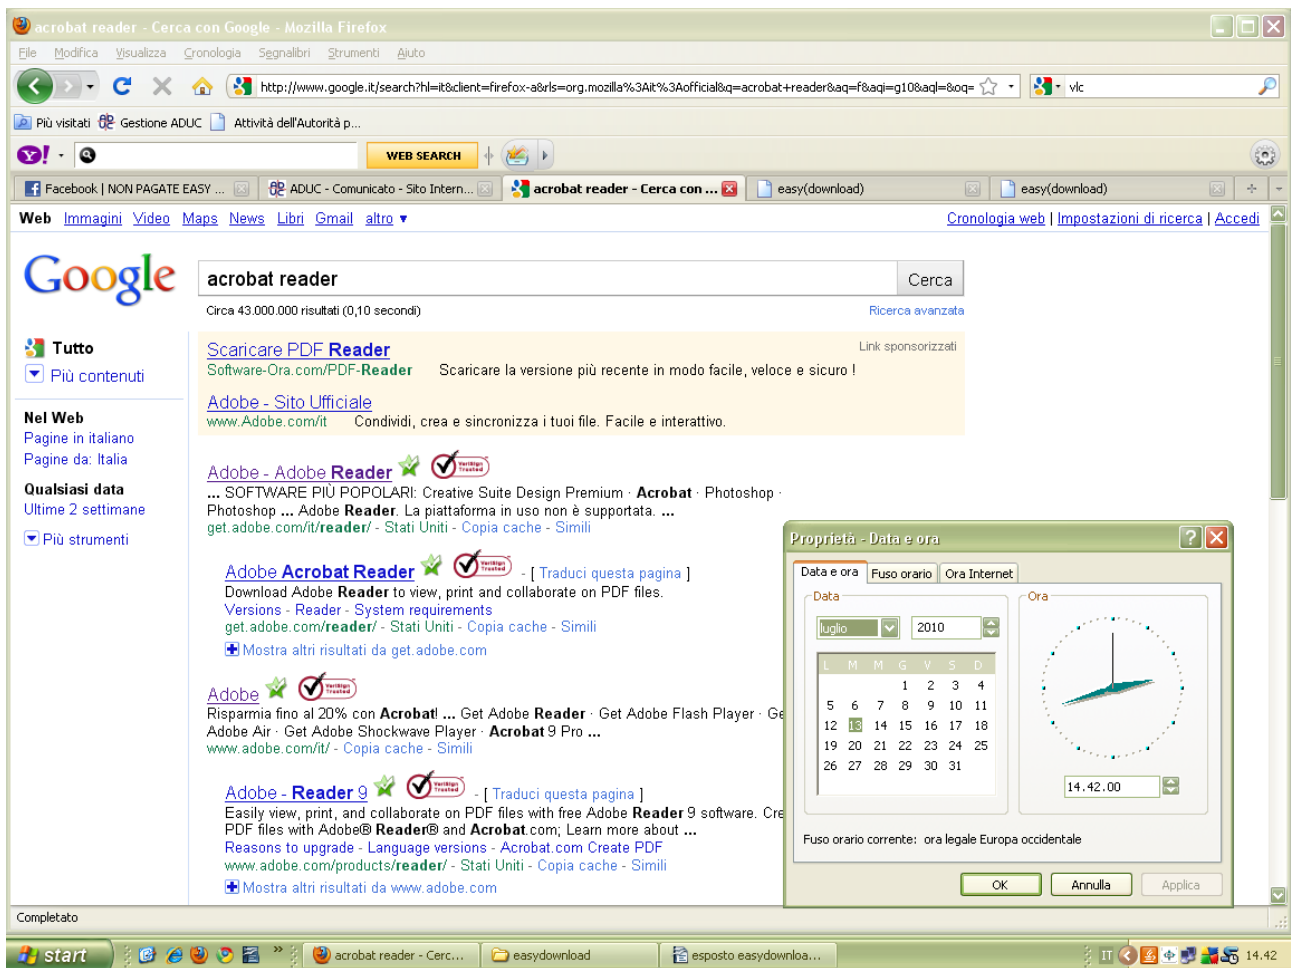 acrobat reader - Cerca con Google - Mozilla Firefox
File Modifica Visualizza Cronologia Segnalibri Strumenti Aiuto
http://www.google.it/search?hl=it&client=firefox-a&rls=org.mozilla%3Ait%3Aofficial&q=acrobat+reader&aq=f&aqi=g10&aql=&oq= vlc
Più visitati Gestione ADUC Attività dell'Autorità p...
Y! WEB SEARCH
Facebook | NON PAGATE EASY ... ADUC - Comunicato - Sito Intern... acrobat reader - Cerca con ... easy(download) easy(download)
Web Immagini Video Maps News Libri Gmail altro ▼ Cronologia web | Impostazioni di ricerca | Accedi
Google acrobat reader Cerca
Circa 43.000.000 risultati (0,10 secondi) Ricerca avanzata
Tutto
Più contenuti
Nel Web
Pagine in italiano
Pagine da: Italia
Qualsiasi data
Ultime 2 settimane
Più strumenti
Scaricare PDF Reader Link sponsorizzati
Software-Ora.com/PDF-Reader Scaricare la versione più recente in modo facile, veloce e sicuro !
Adobe - Sito Ufficiale
www.Adobe.com/it Condividi, crea e sincronizza i tuoi file. Facile e interattivo.
Adobe - Adobe Reader VeriSign Trusted
... SOFTWARE PIÙ POPOLARI: Creative Suite Design Premium · Acrobat · Photoshop ·
Photoshop ... Adobe Reader. La piattaforma in uso non è supportata. ...
get.adobe.com/it/reader/ - Stati Uniti - Copia cache - Simili
Adobe Acrobat Reader VeriSign Trusted - [ Traduci questa pagina ]
Download Adobe Reader to view, print and collaborate on PDF files.
Versions - Reader - System requirements
get.adobe.com/reader/ - Stati Uniti - Copia cache - Simili
Mostra altri risultati da get.adobe.com
Adobe VeriSign Trusted
Risparmia fino al 20% con Acrobat! ... Get Adobe Reader · Get Adobe Flash Player · Ge
Adobe Air · Get Adobe Shockwave Player · Acrobat 9 Pro ...
www.adobe.com/it/ - Copia cache - Simili
Adobe - Reader 9 VeriSign Trusted - [ Traduci questa pagina ]
Easily view, print, and collaborate on PDF files with free Adobe Reader 9 software. Cre
PDF files with Adobe® Reader® and Acrobat.com; Learn more about ...
Reasons to upgrade - Language versions - Acrobat.com Create PDF
www.adobe.com/products/reader/ - Stati Uniti - Copia cache - Simili
Mostra altri risultati da www.adobe.com
Proprietà - Data e ora
Data e ora Fuso orario Ora Internet
Data Ora
luglio 2010
L M M G V S D
1 2 3 4
5 6 7 8 9 10 11
12 13 14 15 16 17 18
19 20 21 22 23 24 25
26 27 28 29 30 31
14.42.00
Fuso orario corrente: ora legale Europa occidentale
OK Annulla Applica
Completato
start » acrobat reader - Cerc... easydownload esposto easydownloa... IT 14.42